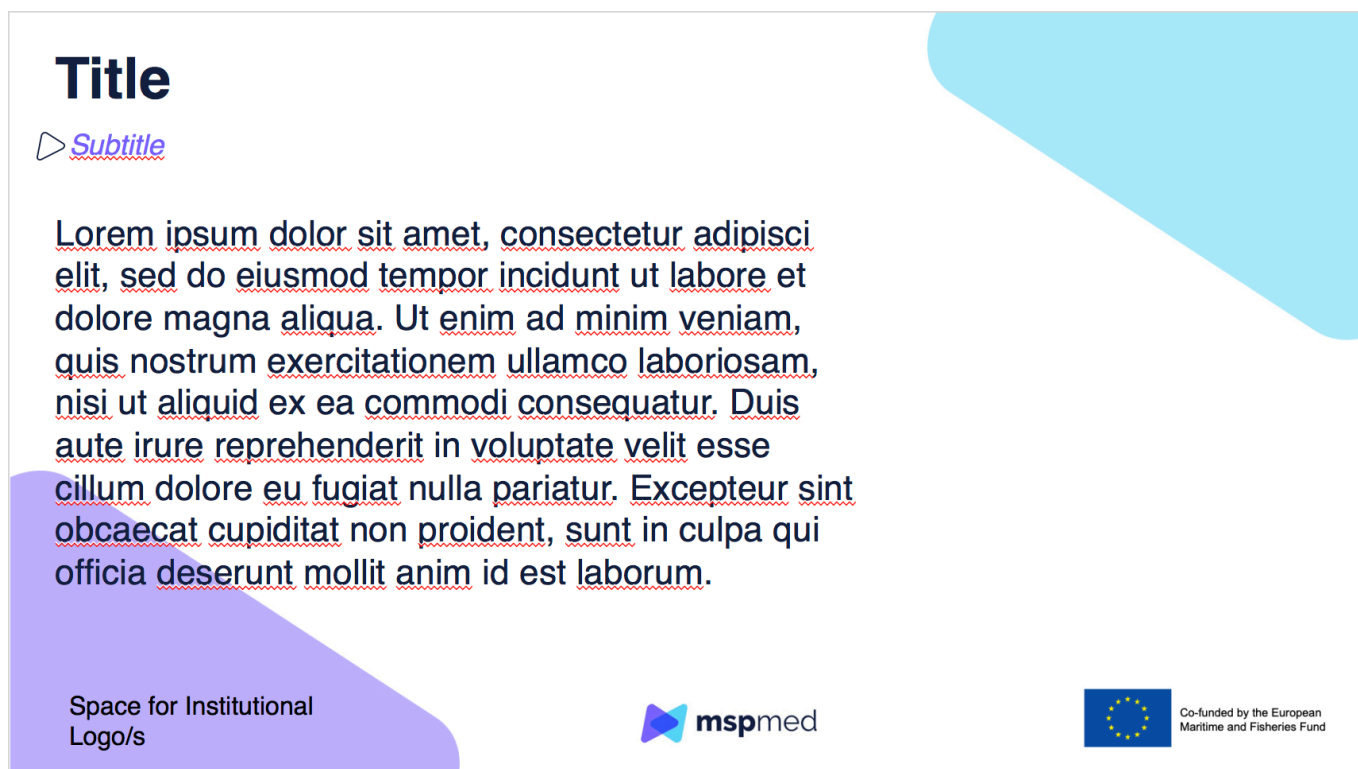 Title
Subtitle
Lorem ipsum dolor sit amet, consectetur adipisci
elit, sed do eiusmod tempor incidunt ut labore et
dolore magna aliqua. Ut enim ad minim veniam,
quis nostrum exercitationem ullamco laboriosam,
nisi ut aliquid ex ea commodi consequatur. Duis
aute irure reprehenderit in voluptate velit esse
cillum dolore eu fugiat nulla pariatur. Excepteur sint
obcaecat cupiditat non proident, sunt in culpa qui
officia deserunt mollit anim id est laborum.
Space for Institutional
Logo/s
mspmed
Co-funded by the European
Maritime and Fisheries Fund